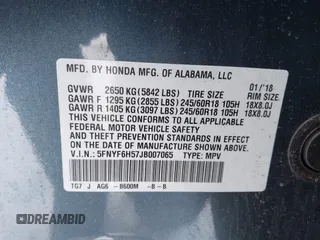 MFD. BY HONDA MFG. OF ALABAMA, LLC
GVWR 2650 KG (5842 LBS) TIRE SIZE 01/'18 RIM SIZE
GAWR F 1295 KG (2855 LBS) 245/60R18 105H 18X8.0J
GAWR R 1405 KG (3097 LBS) 245/60R18 105H 18X8.0J
THIS VEHICLE CONFORMS TO ALL APPLICABLE
FEDERAL MOTOR VEHICLE SAFETY AND
THEFT PREVENTION STANDARDS IN EFFECT
ON THE DATE OF MANUFACTURE SHOWN
ABOVE.
V.I.N.: 5FNYF6H57JB007065 TYPE: MPV
TG7 J AG6 -B600M -B -B
AUTO.BIDMASTER